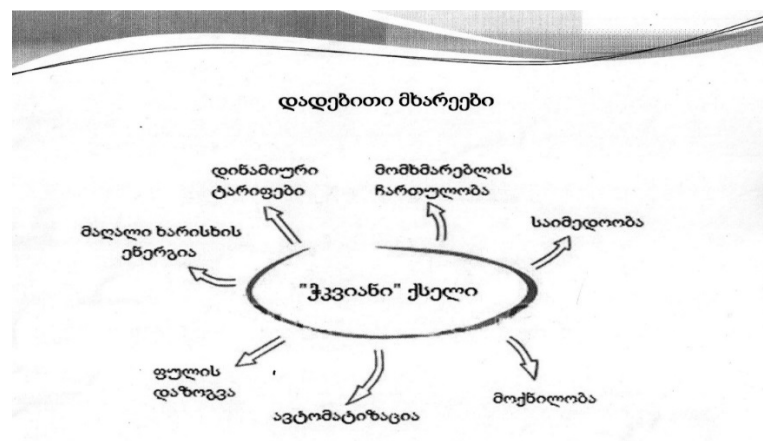 დადებითი მხარეები
დინამიური
ტარიფები
მომხმარებლის
ჩართულობა
საიმედოობა
მაღალი ხარისხის
ენერგია
"ჭკვიანი" ქსელი
ფულის
დაზოგვა
ავტომატიზაცია
მოქნილობა